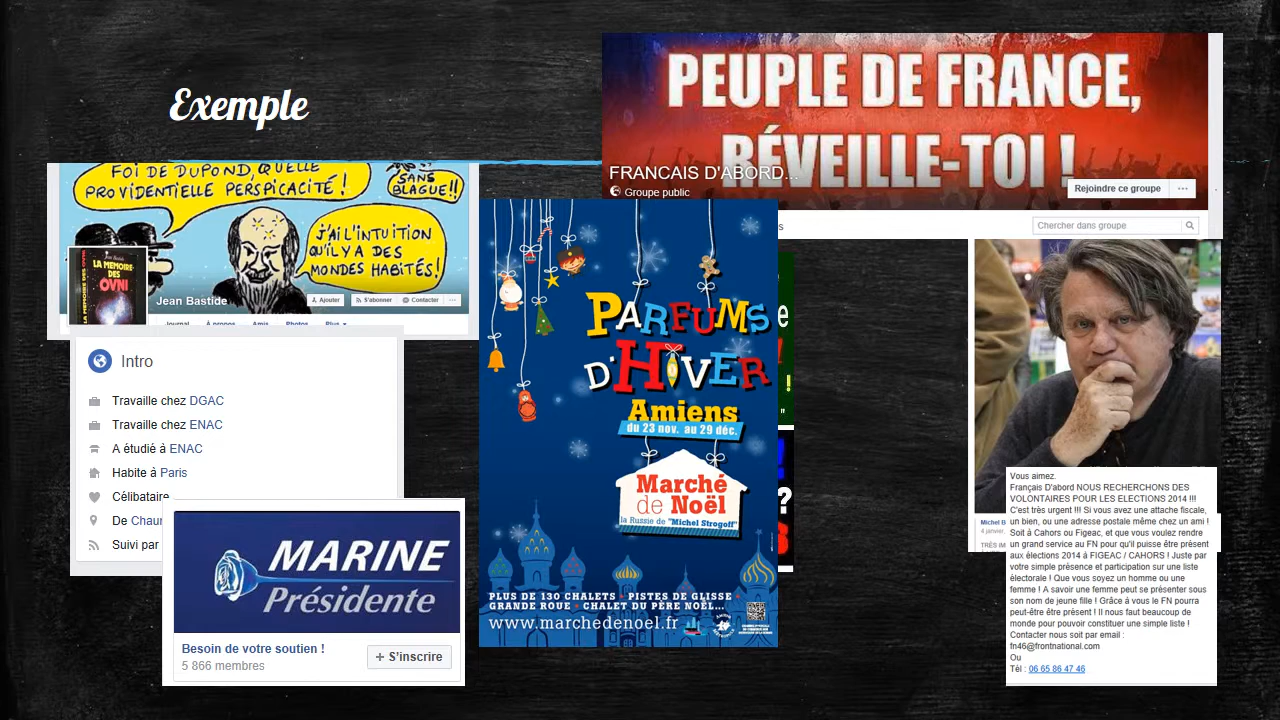 Exemple
PEUPLE DE FRANCE,
RÉVEILLE-TOI !
FRANCAIS D'ABORD...
Groupe public
Rejoindre ce groupe
Chercher dans groupe
FOI DE DUPOND, QUELLE
PROVIDENTIELLE PERSPICACITÉ !
SANS
BLAGUE!!
J'AI L'INTUITION
QU'IL Y A DES
MONDES HABITÉS!
LA MEMOIRE
DES
OVNI
Jean Bastide
Ajouter
S'abonner
Contacter
Journal
À propos
Amis
Photos
Plus
Intro
Travaille chez DGAC
Travaille chez ENAC
A étudié à ENAC
Habite à Paris
Célibataire
De Chaur
Suivi par
MARINE
Présidente
Besoin de votre soutien !
5 866 membres
+ S'inscrire
PARFUMS
D'HIVER
Amiens
du 23 nov. au 29 déc.
Marché
de Noël
la Russie de "Michel Strogoff"
PLUS DE 130 CHALETS • PISTES DE GLISSE •
GRANDE ROUE • CHALET DU PÈRE NOËL...
www.marchedenoel.fr
Michel B
4 janvier
TRÈS IM
Vous aimez.
Français D'abord NOUS RECHERCHONS DES
VOLONTAIRES POUR LES ELECTIONS 2014 !!!
C'est très urgent !!! Si vous avez une attache fiscale,
un bien, ou une adresse postale même chez un ami !
Soit à Cahors ou Figeac, et que vous voulez rendre
un grand service au FN pour qu'il puisse être présent
aux élections 2014 à FIGEAC / CAHORS ! Juste par
votre simple présence et participation sur une liste
électorale ! Que vous soyez un homme ou une
femme ! A savoir une femme peut se présenter sous
son nom de jeune fille ! Grâce à vous le FN pourra
peut-être être présent ! Il nous faut beaucoup de
monde pour pouvoir constituer une simple liste !
Contacter nous soit par email :
fn46@frontnational.com
Ou
Tél : 06 65 86 47 46